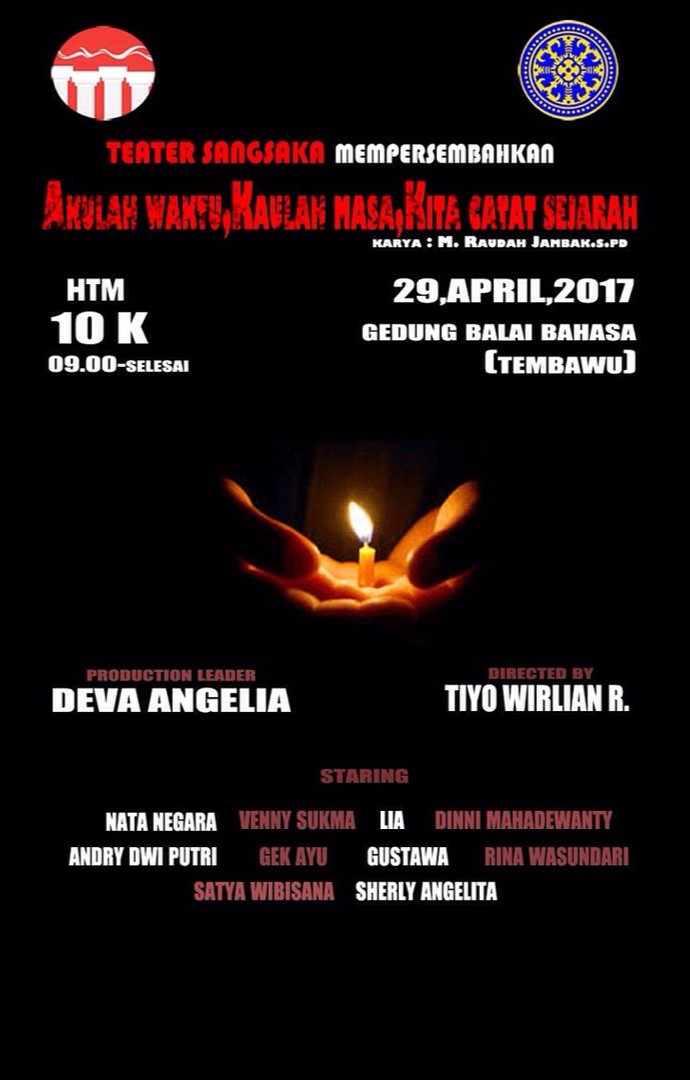 TEATER SANGSAKA MEMPERSEMBAHKAN
AKULAH WAKTU,KAULAH MASA,KITA CATAT SEJARAH
KARYA : M. RAUDAH JAMBAK.S.PD
HTM
10 K
09.00-SELESAI
29,APRIL,2017
GEDUNG BALAI BAHASA
(TEMBAWU)
PRODUCTION LEADER
DEVA ANGELIA
DIRECTED BY
TIYO WIRLIAN R.
STARING
NATA NEGARA VENNY SUKMA LIA DINNI MAHADEWANTY
ANDRY DWI PUTRI GEK AYU GUSTAWA RINA WASUNDARI
SATYA WIBISANA SHERLY ANGELITA